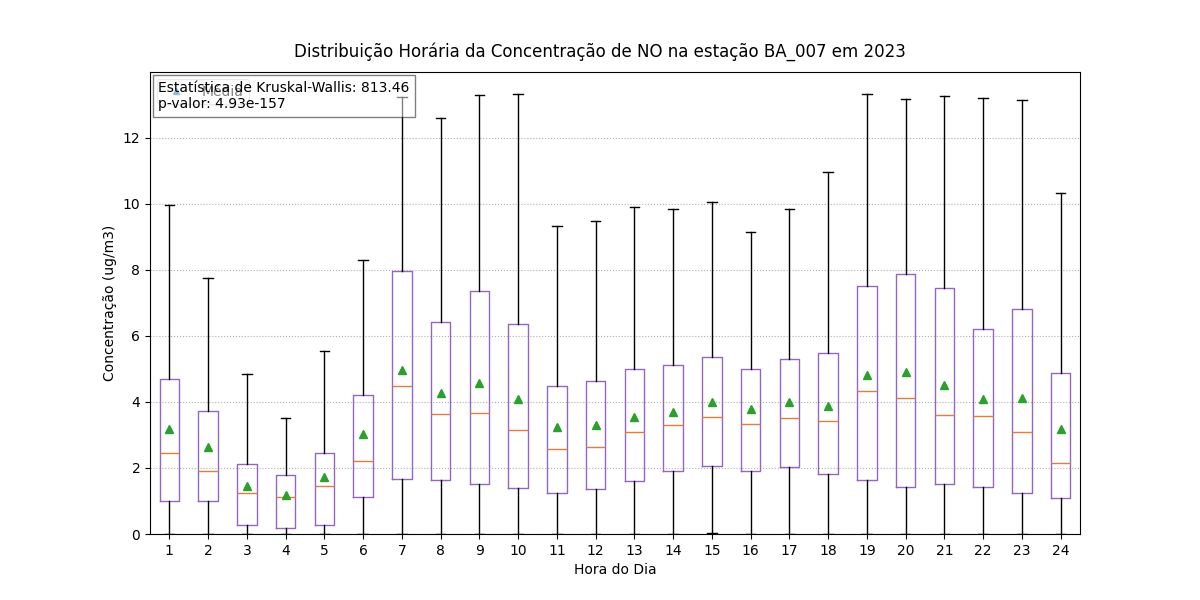 Distribuição Horária da Concentração de NO na estação BA_007 em 2023
Estatística de Kruskal-Wallis: 813.46
p-valor: 4.93e-157
Média
Concentração (ug/m3)
12
10
8
6
4
2
0
1 2 3 4 5 6 7 8 9 10 11 12 13 14 15 16 17 18 19 20 21 22 23 24
Hora do Dia